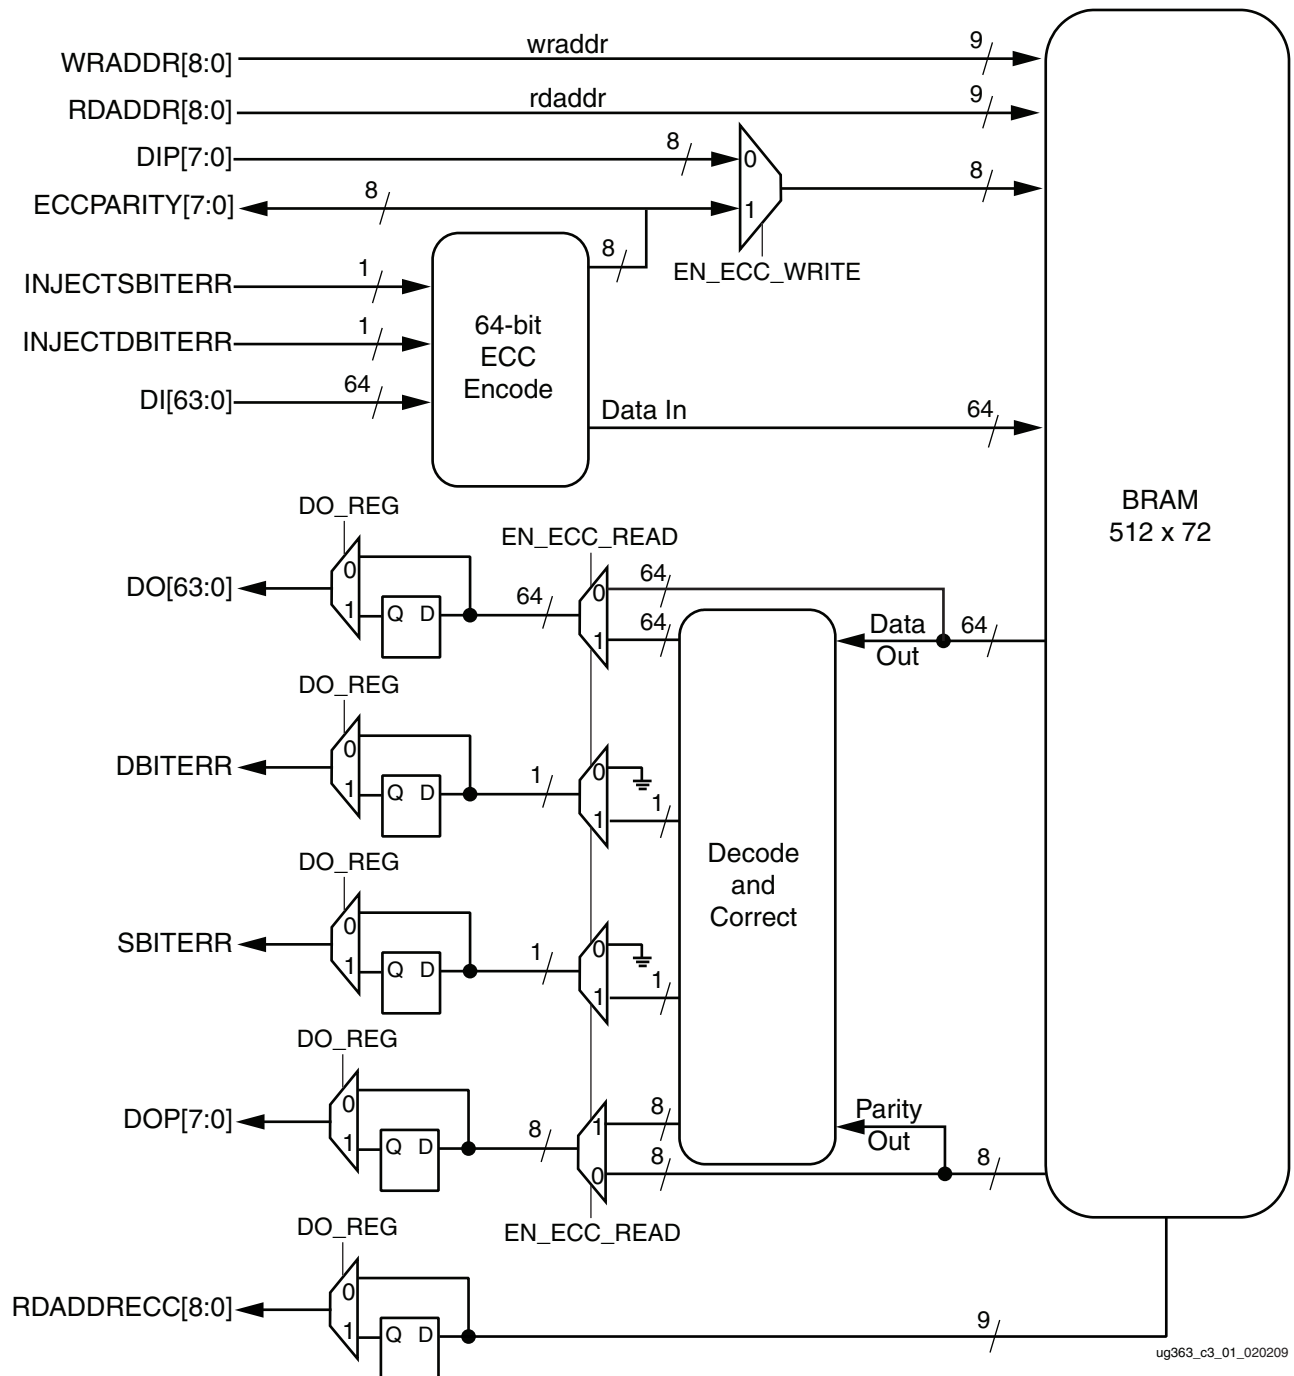 wraddr 9
WRADDR[8:0]
rdaddr 9
RDADDR[8:0]
DIP[7:0] 8 0 8
ECCPARITY[7:0] 8 1
8 EN_ECC_WRITE
INJECTSBITERR 1
INJECTDBITERR 1
64-bit
ECC
Encode
DI[63:0] 64
Data In 64
BRAM
512 x 72
DO_REG
EN_ECC_READ
DO[63:0] 0 64 0 64
1 Q D 1 64
Data
Out
64
DO_REG
DBITERR 0 1 0
1 Q D 1 1
Decode
and
Correct
DO_REG
SBITERR 0 1 0
1 Q D 1 1
DO_REG
DOP[7:0] 0 8 1 8
1 Q D 0 8
Parity
Out
8
EN_ECC_READ
DO_REG
RDADDRECC[8:0] 0
1 Q D 9
ug363_c3_01_020209